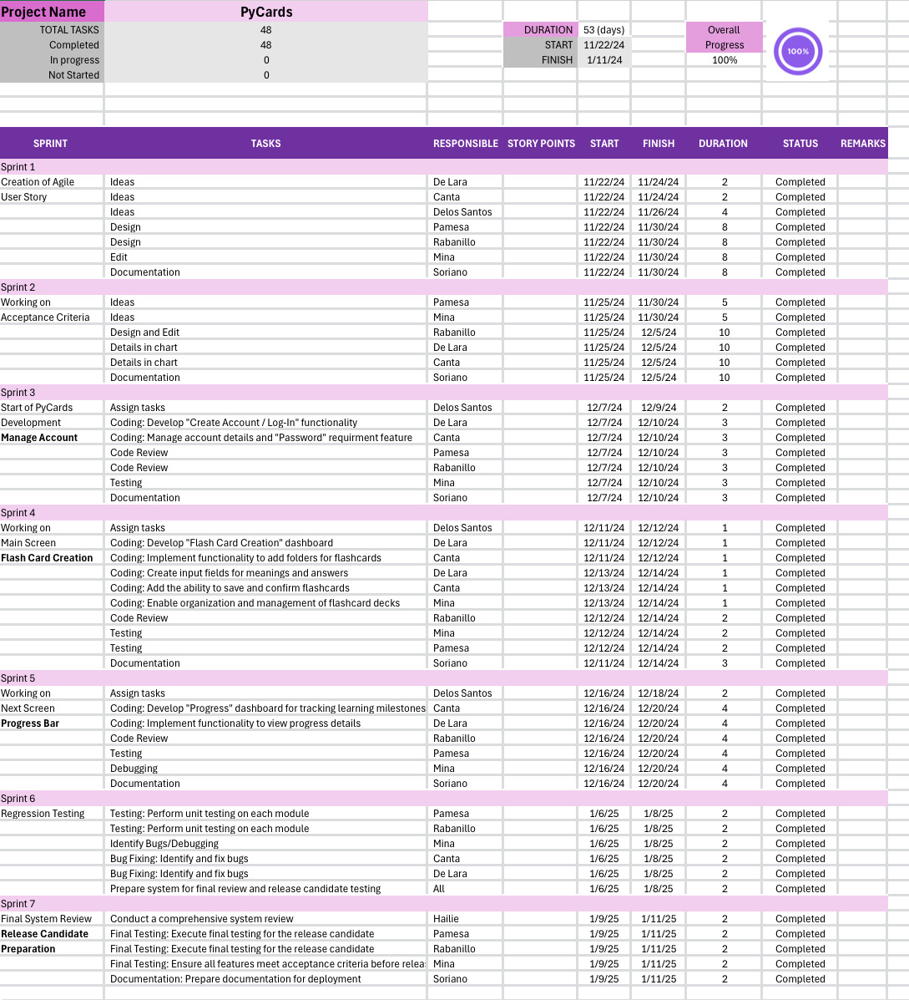 Project Name PyCards
TOTAL TASKS 48 DURATION 53 (days) Overall
Completed 48 START 11/22/24 Progress 100%
In progress 0 FINISH 1/11/24 100%
Not Started 0
SPRINT TASKS RESPONSIBLE STORY POINTS START FINISH DURATION STATUS REMARKS
Sprint 1
Creation of Agile Ideas De Lara 11/22/24 11/24/24 2 Completed
User Story Ideas Canta 11/22/24 11/24/24 2 Completed
Ideas Delos Santos 11/22/24 11/26/24 4 Completed
Design Pamesa 11/22/24 11/30/24 8 Completed
Design Rabanillo 11/22/24 11/30/24 8 Completed
Edit Mina 11/22/24 11/30/24 8 Completed
Documentation Soriano 11/22/24 11/30/24 8 Completed
Sprint 2
Working on Ideas Pamesa 11/25/24 11/30/24 5 Completed
Acceptance Criteria Ideas Mina 11/25/24 11/30/24 5 Completed
Design and Edit Rabanillo 11/25/24 12/5/24 10 Completed
Details in chart De Lara 11/25/24 12/5/24 10 Completed
Details in chart Canta 11/25/24 12/5/24 10 Completed
Documentation Soriano 11/25/24 12/5/24 10 Completed
Sprint 3
Start of PyCards Assign tasks Delos Santos 12/7/24 12/9/24 2 Completed
Development Coding: Develop "Create Account / Log-In" functionality De Lara 12/7/24 12/10/24 3 Completed
Manage Account Coding: Manage account details and "Password" requirment feature Canta 12/7/24 12/10/24 3 Completed
Code Review Pamesa 12/7/24 12/10/24 3 Completed
Code Review Rabanillo 12/7/24 12/10/24 3 Completed
Testing Mina 12/7/24 12/10/24 3 Completed
Documentation Soriano 12/7/24 12/10/24 3 Completed
Sprint 4
Working on Assign tasks Delos Santos 12/11/24 12/12/24 1 Completed
Main Screen Coding: Develop "Flash Card Creation" dashboard De Lara 12/11/24 12/12/24 1 Completed
Flash Card Creation Coding: Implement functionality to add folders for flashcards Canta 12/11/24 12/12/24 1 Completed
Coding: Create input fields for meanings and answers De Lara 12/13/24 12/14/24 1 Completed
Coding: Add the ability to save and confirm flashcards Canta 12/13/24 12/14/24 1 Completed
Coding: Enable organization and management of flashcard decks Mina 12/13/24 12/14/24 1 Completed
Code Review Rabanillo 12/12/24 12/14/24 2 Completed
Testing Mina 12/12/24 12/14/24 2 Completed
Testing Pamesa 12/12/24 12/14/24 2 Completed
Documentation Soriano 12/11/24 12/14/24 3 Completed
Sprint 5
Working on Assign tasks Delos Santos 12/16/24 12/18/24 2 Completed
Next Screen Coding: Develop "Progress" dashboard for tracking learning milestones Canta 12/16/24 12/20/24 4 Completed
Progress Bar Coding: Implement functionality to view progress details De Lara 12/16/24 12/20/24 4 Completed
Code Review Rabanillo 12/16/24 12/20/24 4 Completed
Testing Pamesa 12/16/24 12/20/24 4 Completed
Debugging Mina 12/16/24 12/20/24 4 Completed
Documentation Soriano 12/16/24 12/20/24 4 Completed
Sprint 6
Regression Testing Testing: Perform unit testing on each module Pamesa 1/6/25 1/8/25 2 Completed
Testing: Perform unit testing on each module Rabanillo 1/6/25 1/8/25 2 Completed
Identify Bugs/Debugging Mina 1/6/25 1/8/25 2 Completed
Bug Fixing: Identify and fix bugs Canta 1/6/25 1/8/25 2 Completed
Bug Fixing: Identify and fix bugs De Lara 1/6/25 1/8/25 2 Completed
Prepare system for final review and release candidate testing All 1/6/25 1/8/25 2 Completed
Sprint 7
Final System Review Conduct a comprehensive system review Hailie 1/9/25 1/11/25 2 Completed
Release Candidate Final Testing: Execute final testing for the release candidate Pamesa 1/9/25 1/11/25 2 Completed
Preparation Final Testing: Execute final testing for the release candidate Rabanillo 1/9/25 1/11/25 2 Completed
Final Testing: Ensure all features meet acceptance criteria before relea Mina 1/9/25 1/11/25 2 Completed
Documentation: Prepare documentation for deployment Soriano 1/9/25 1/11/25 2 Completed